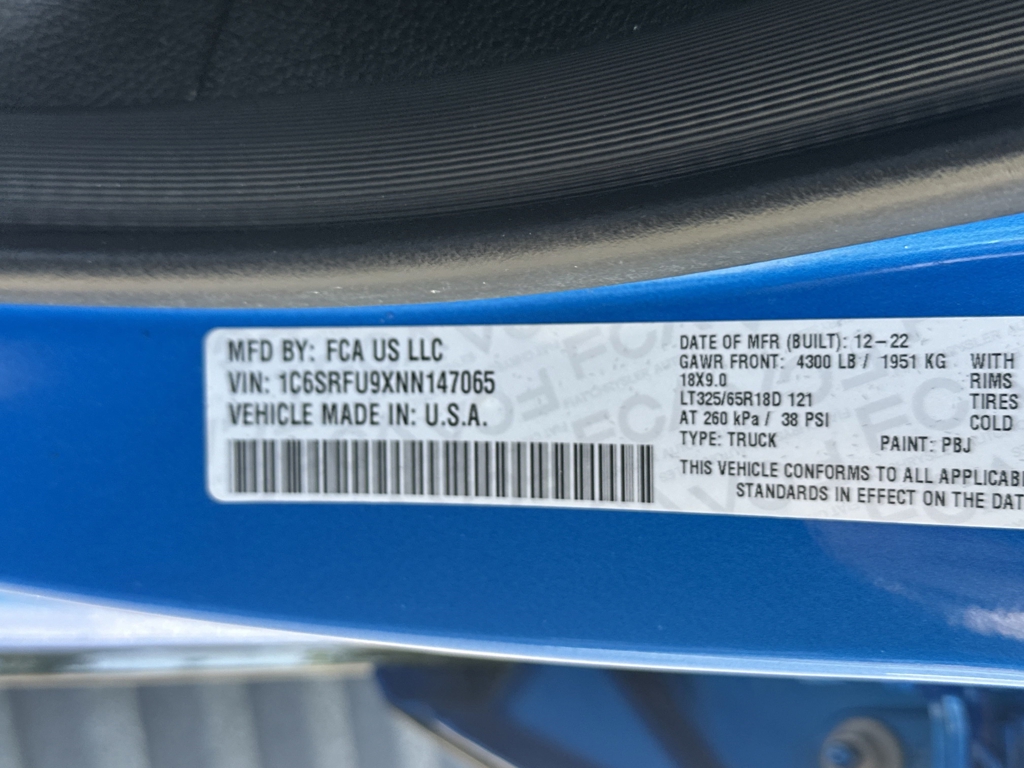 MFD BY: FCA US LLC
VIN: 1C6SRFU9XNN147065
VEHICLE MADE IN: U.S.A.
DATE OF MFR (BUILT): 12-22
GAWR FRONT: 4300 LB / 1951 KG WITH
18X9.0 RIMS
LT325/65R18D 121 TIRES
AT 260 kPa / 38 PSI COLD
TYPE: TRUCK PAINT: PBJ
THIS VEHICLE CONFORMS TO ALL
STANDARDS IN EFFECT ON THE